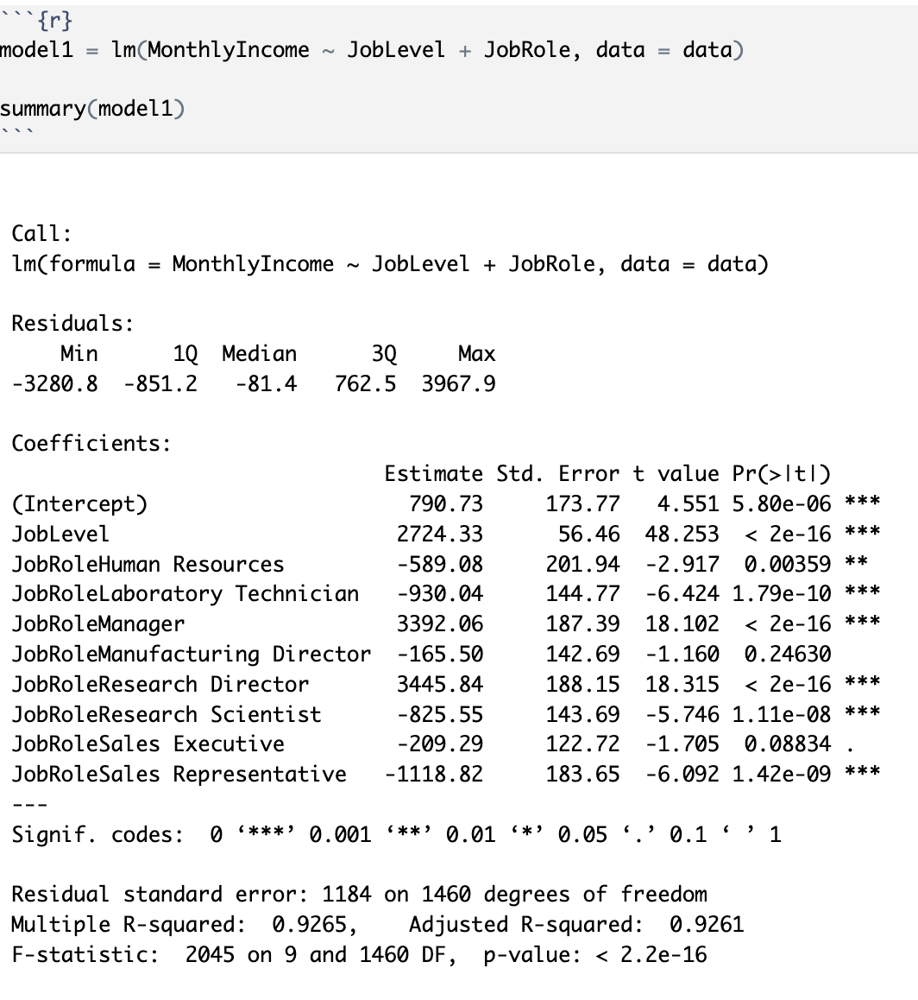 ```{r}
model1 = lm(MonthlyIncome ~ JobLevel + JobRole, data = data)
summary(model1)
```
Call:
lm(formula = MonthlyIncome ~ JobLevel + JobRole, data = data)
Residuals:
    Min      1Q  Median      3Q     Max
-3280.8  -851.2   -81.4   762.5  3967.9
Coefficients:
                              Estimate Std. Error t value Pr(>|t|)
(Intercept)                     790.73     173.77   4.551 5.80e-06 ***
JobLevel                       2724.33      56.46  48.253  < 2e-16 ***
JobRoleHuman Resources         -589.08     201.94  -2.917  0.00359 **
JobRoleLaboratory Technician   -930.04     144.77  -6.424 1.79e-10 ***
JobRoleManager                 3392.06     187.39  18.102  < 2e-16 ***
JobRoleManufacturing Director  -165.50     142.69  -1.160  0.24630
JobRoleResearch Director       3445.84     188.15  18.315  < 2e-16 ***
JobRoleResearch Scientist      -825.55     143.69  -5.746 1.11e-08 ***
JobRoleSales Executive         -209.29     122.72  -1.705  0.08834 .
JobRoleSales Representative   -1118.82     183.65  -6.092 1.42e-09 ***
---
Signif. codes:  0 ‘***’ 0.001 ‘**’ 0.01 ‘*’ 0.05 ‘.’ 0.1 ‘ ’ 1
Residual standard error: 1184 on 1460 degrees of freedom
Multiple R-squared:  0.9265,    Adjusted R-squared:  0.9261
F-statistic:  2045 on 9 and 1460 DF,  p-value: < 2.2e-16